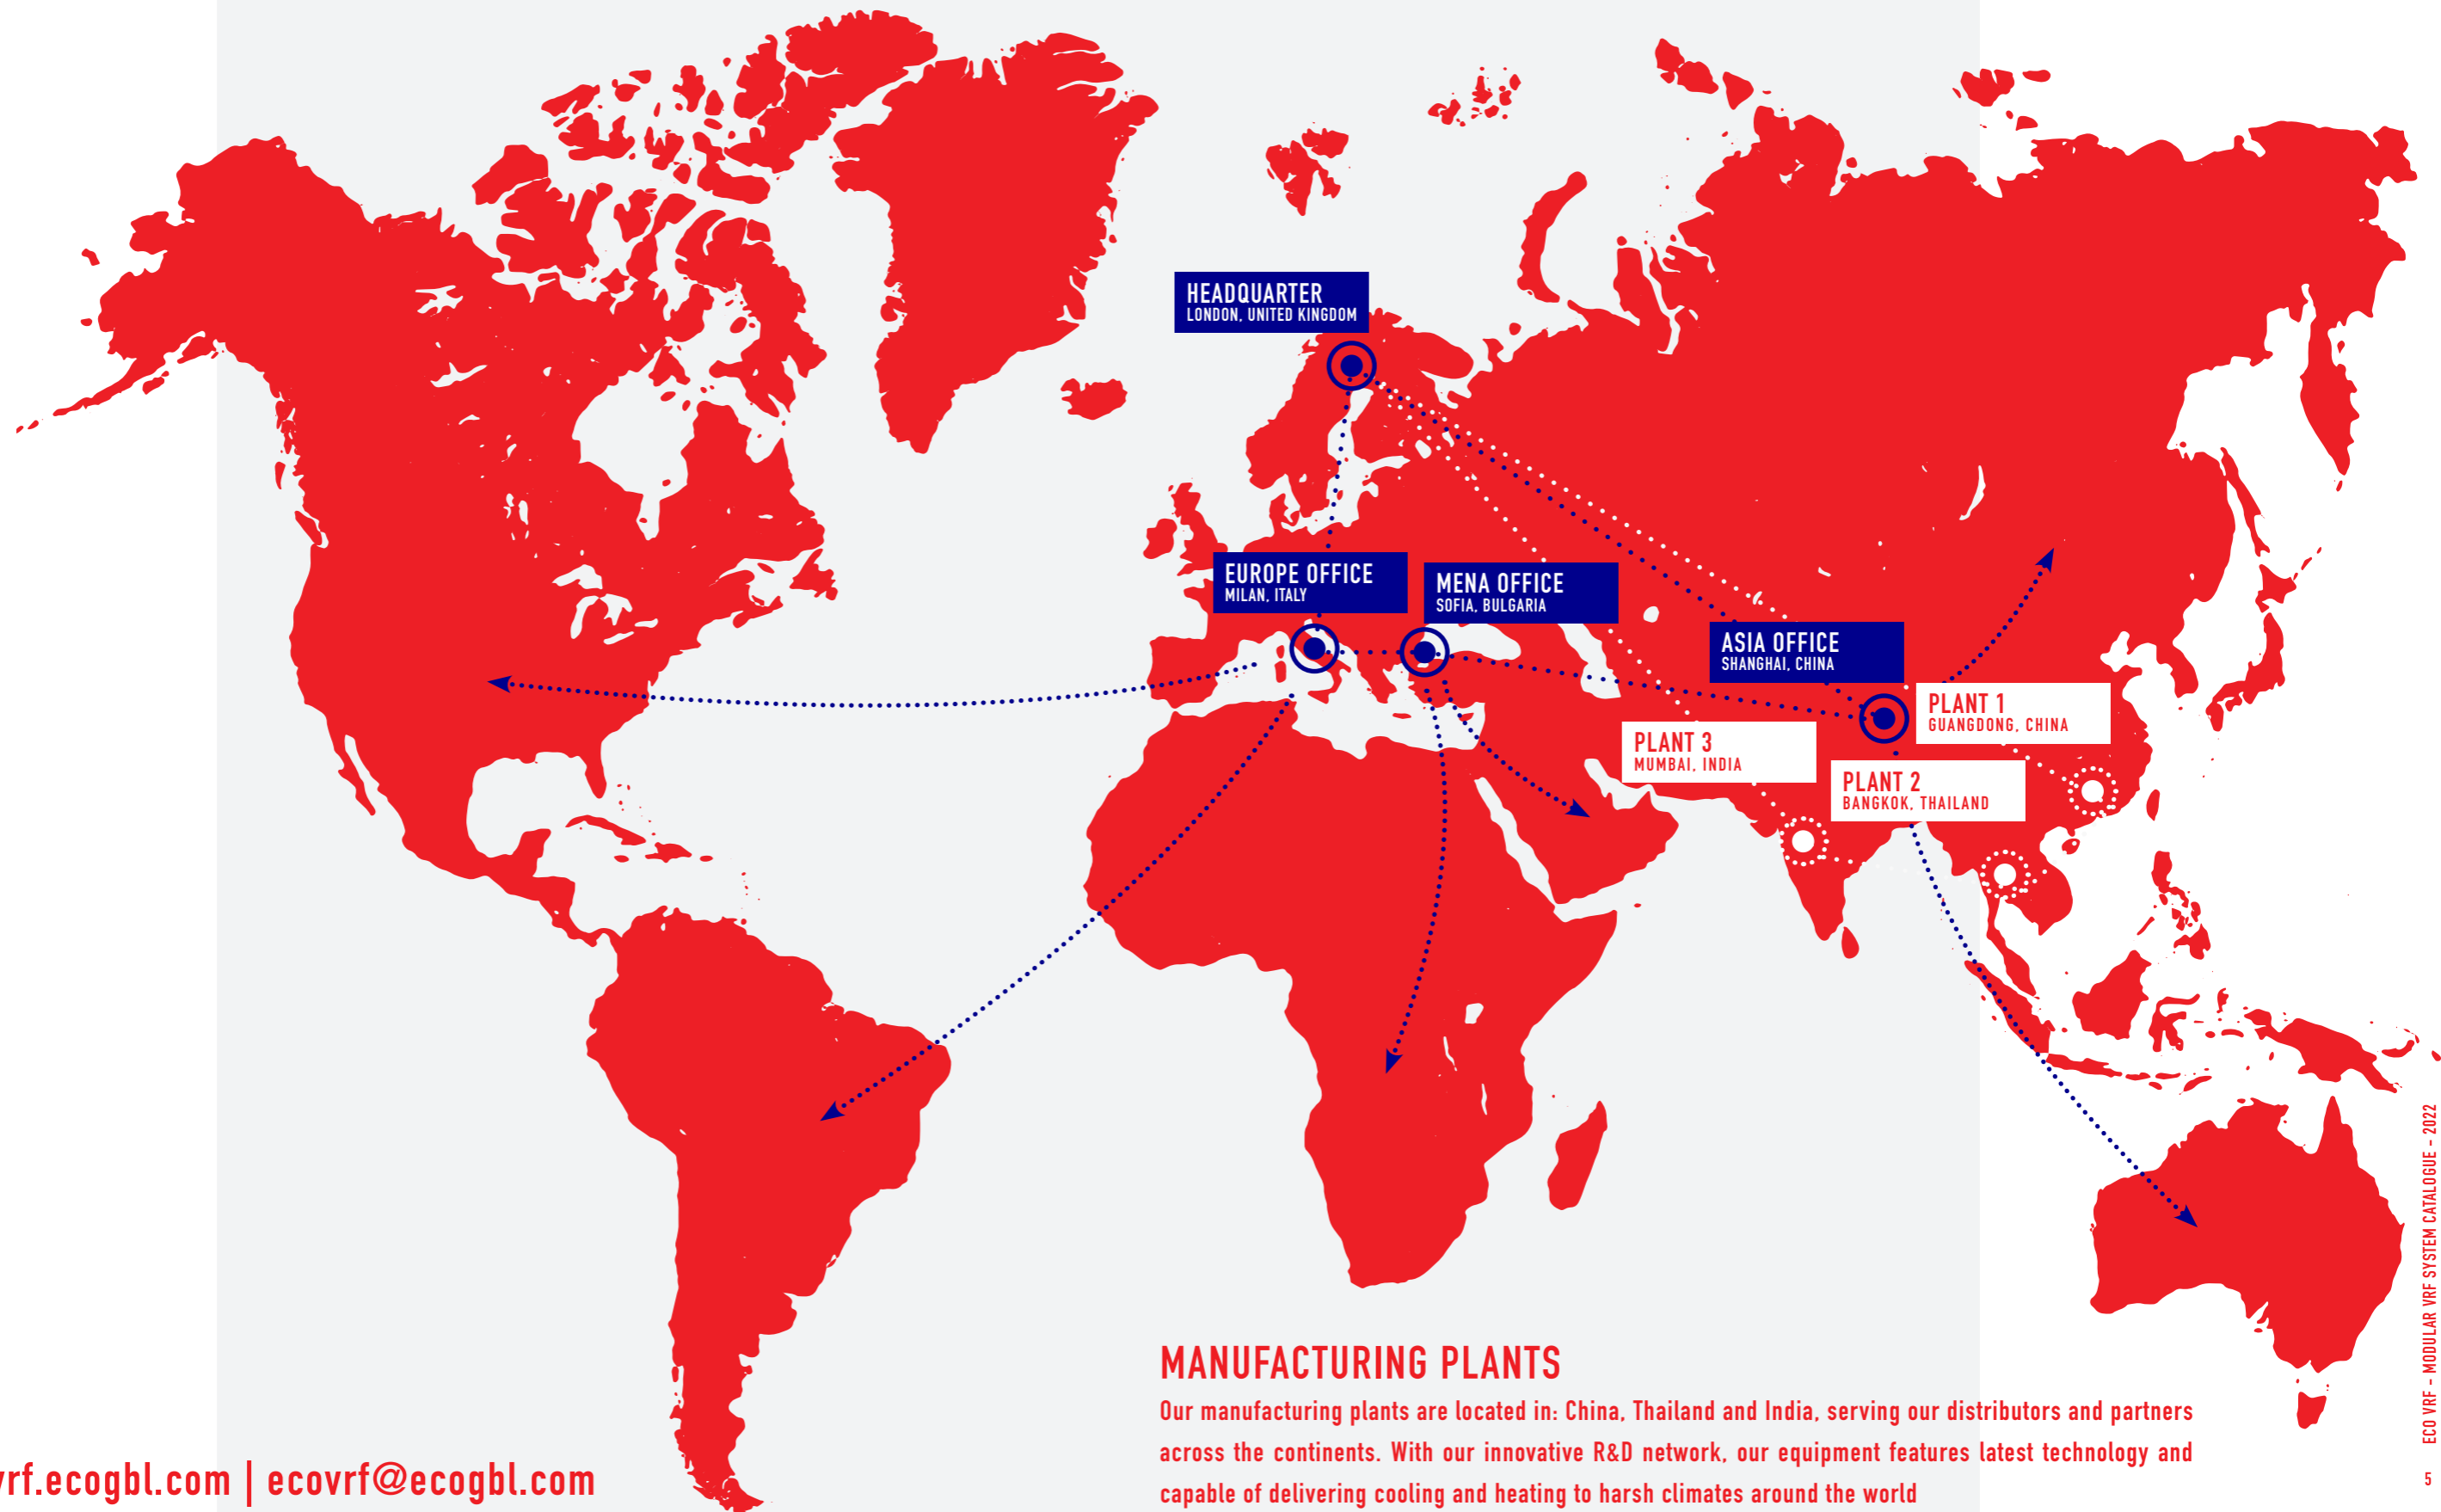 HEADQUARTER
LONDON, UNITED KINGDOM
EUROPE OFFICE
MILAN, ITALY
MENA OFFICE
SOFIA, BULGARIA
ASIA OFFICE
SHANGHAI, CHINA
PLANT 1
GUANGDONG, CHINA
PLANT 3
MUMBAI, INDIA
PLANT 2
BANGKOK, THAILAND
MANUFACTURING PLANTS
Our manufacturing plants are located in: China, Thailand and India, serving our distributors and partners
across the continents. With our innovative R&D network, our equipment features latest technology and
capable of delivering cooling and heating to harsh climates around the world
rf.ecogbl.com | ecovrf@ecogbl.com
ECO VRF - MODULAR VRF SYSTEM CATALOGUE - 2022
5